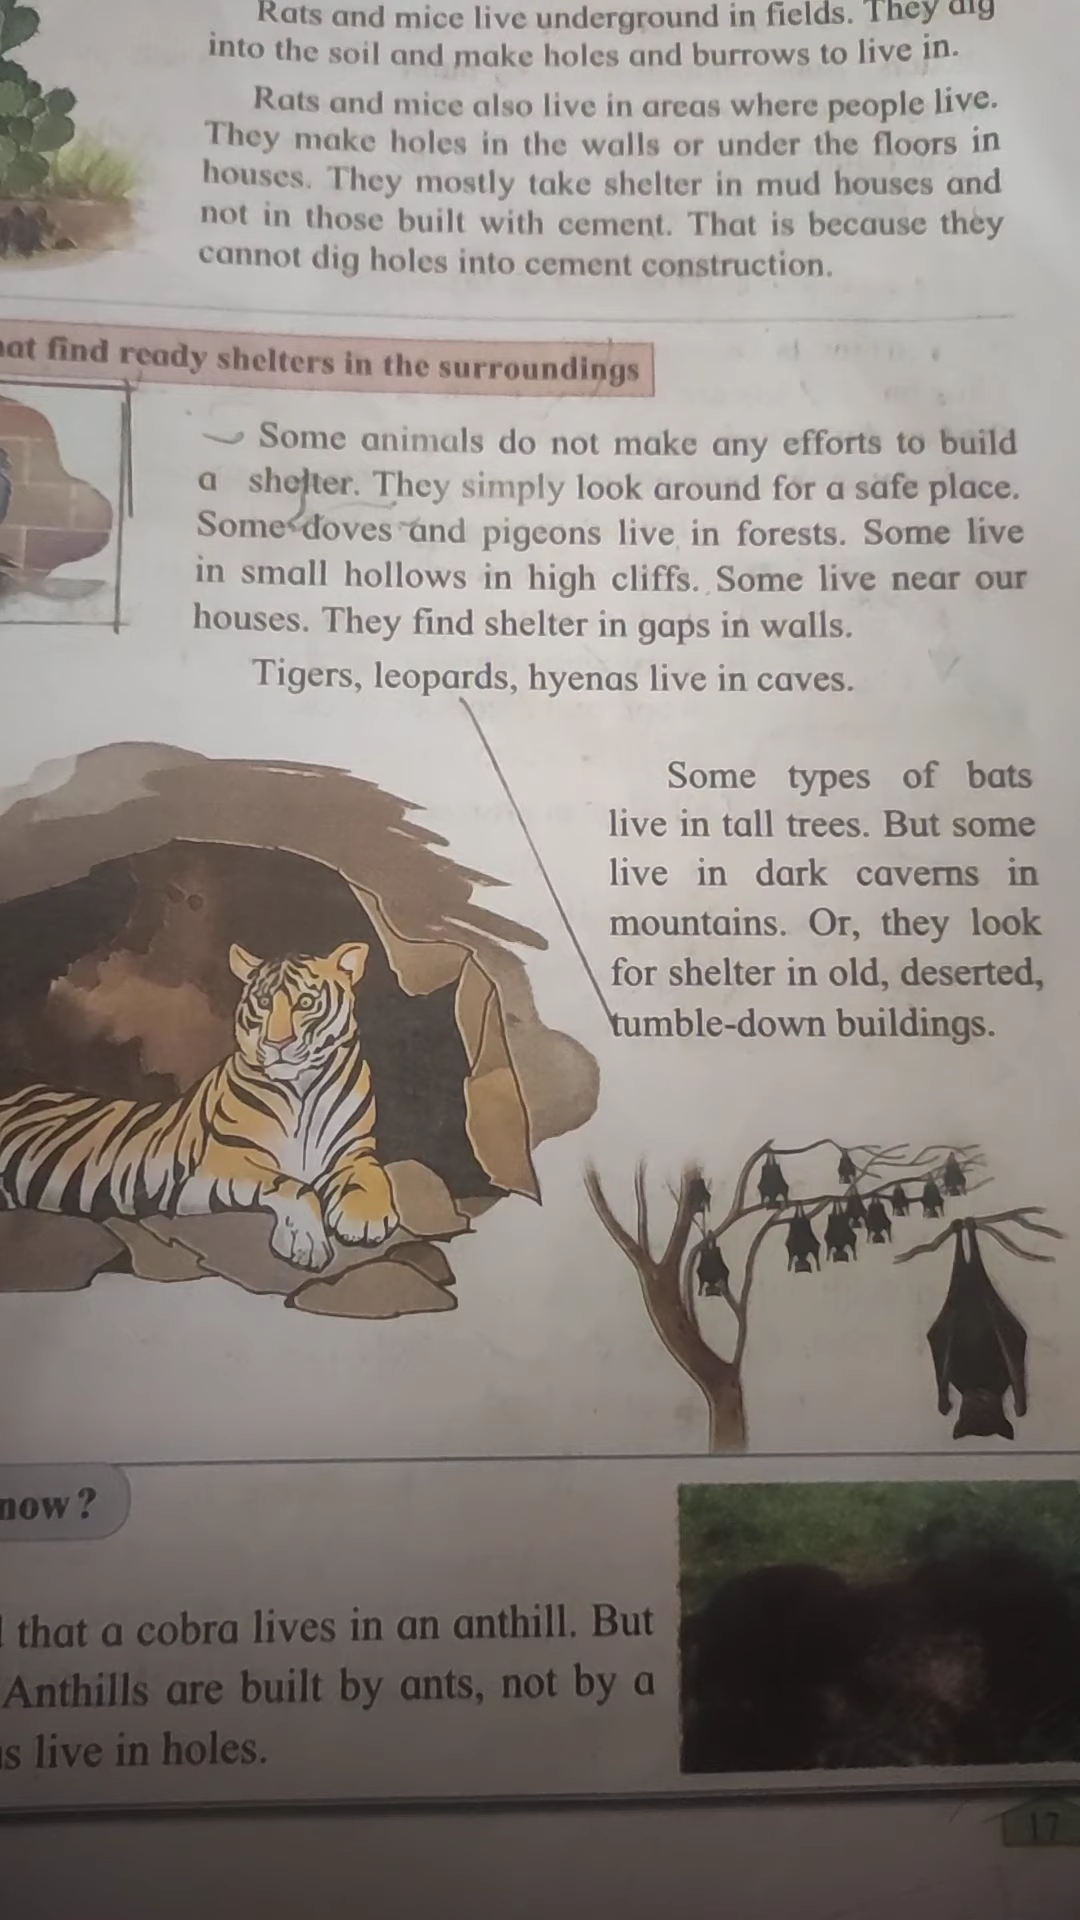 Rats and mice live underground in fields. They dig
into the soil and make holes and burrows to live in.
Rats and mice also live in areas where people live.
They make holes in the walls or under the floors in
houses. They mostly take shelter in mud houses and
not in those built with cement. That is because they
cannot dig holes into cement construction.
find ready shelters in the surroundings
Some animals do not make any efforts to build
a shelter. They simply look around for a safe place.
Some doves and pigeons live in forests. Some live
in small hollows in high cliffs. Some live near our
houses. They find shelter in gaps in walls.
Tigers, leopards, hyenas live in caves.
Some types of bats
live in tall trees. But some
live in dark caverns in
mountains. Or, they look
for shelter in old, deserted,
tumble-down buildings.
now?
that a cobra lives in an anthill. But
Anthills are built by ants, not by a
live in holes.
17